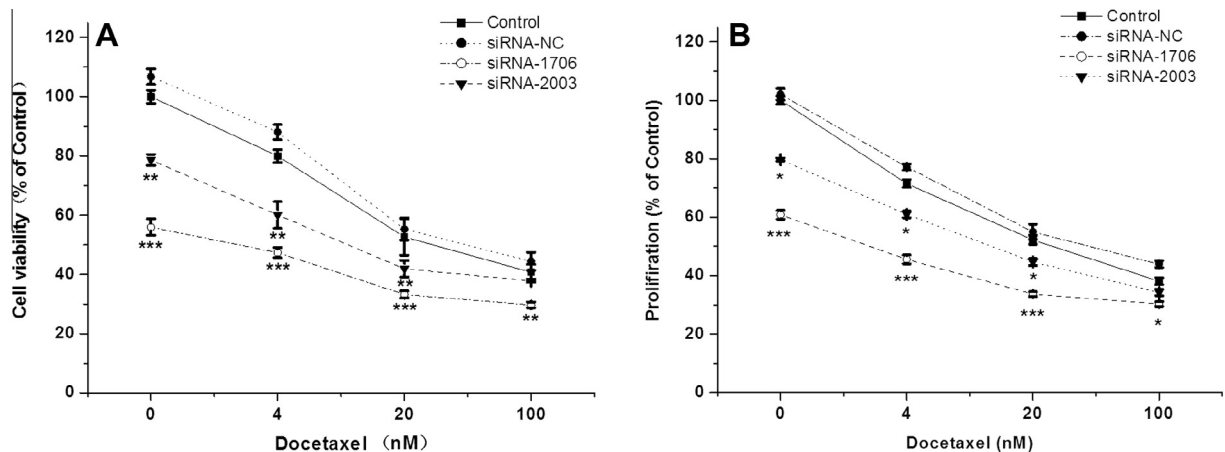 A
Control
siRNA-NC
siRNA-1706
siRNA-2003
Cell viability (% of Control)
120
100
80
60
40
20
0
**
***
**
***
**
***
**
0 4 20 100
Docetaxel (nM)
B
Control
siRNA-NC
siRNA-1706
siRNA-2003
Prolifiration (% of Control)
120
100
80
60
40
20
0
*
***
*
***
*
***
*
0 4 20 100
Docetaxel (nM)